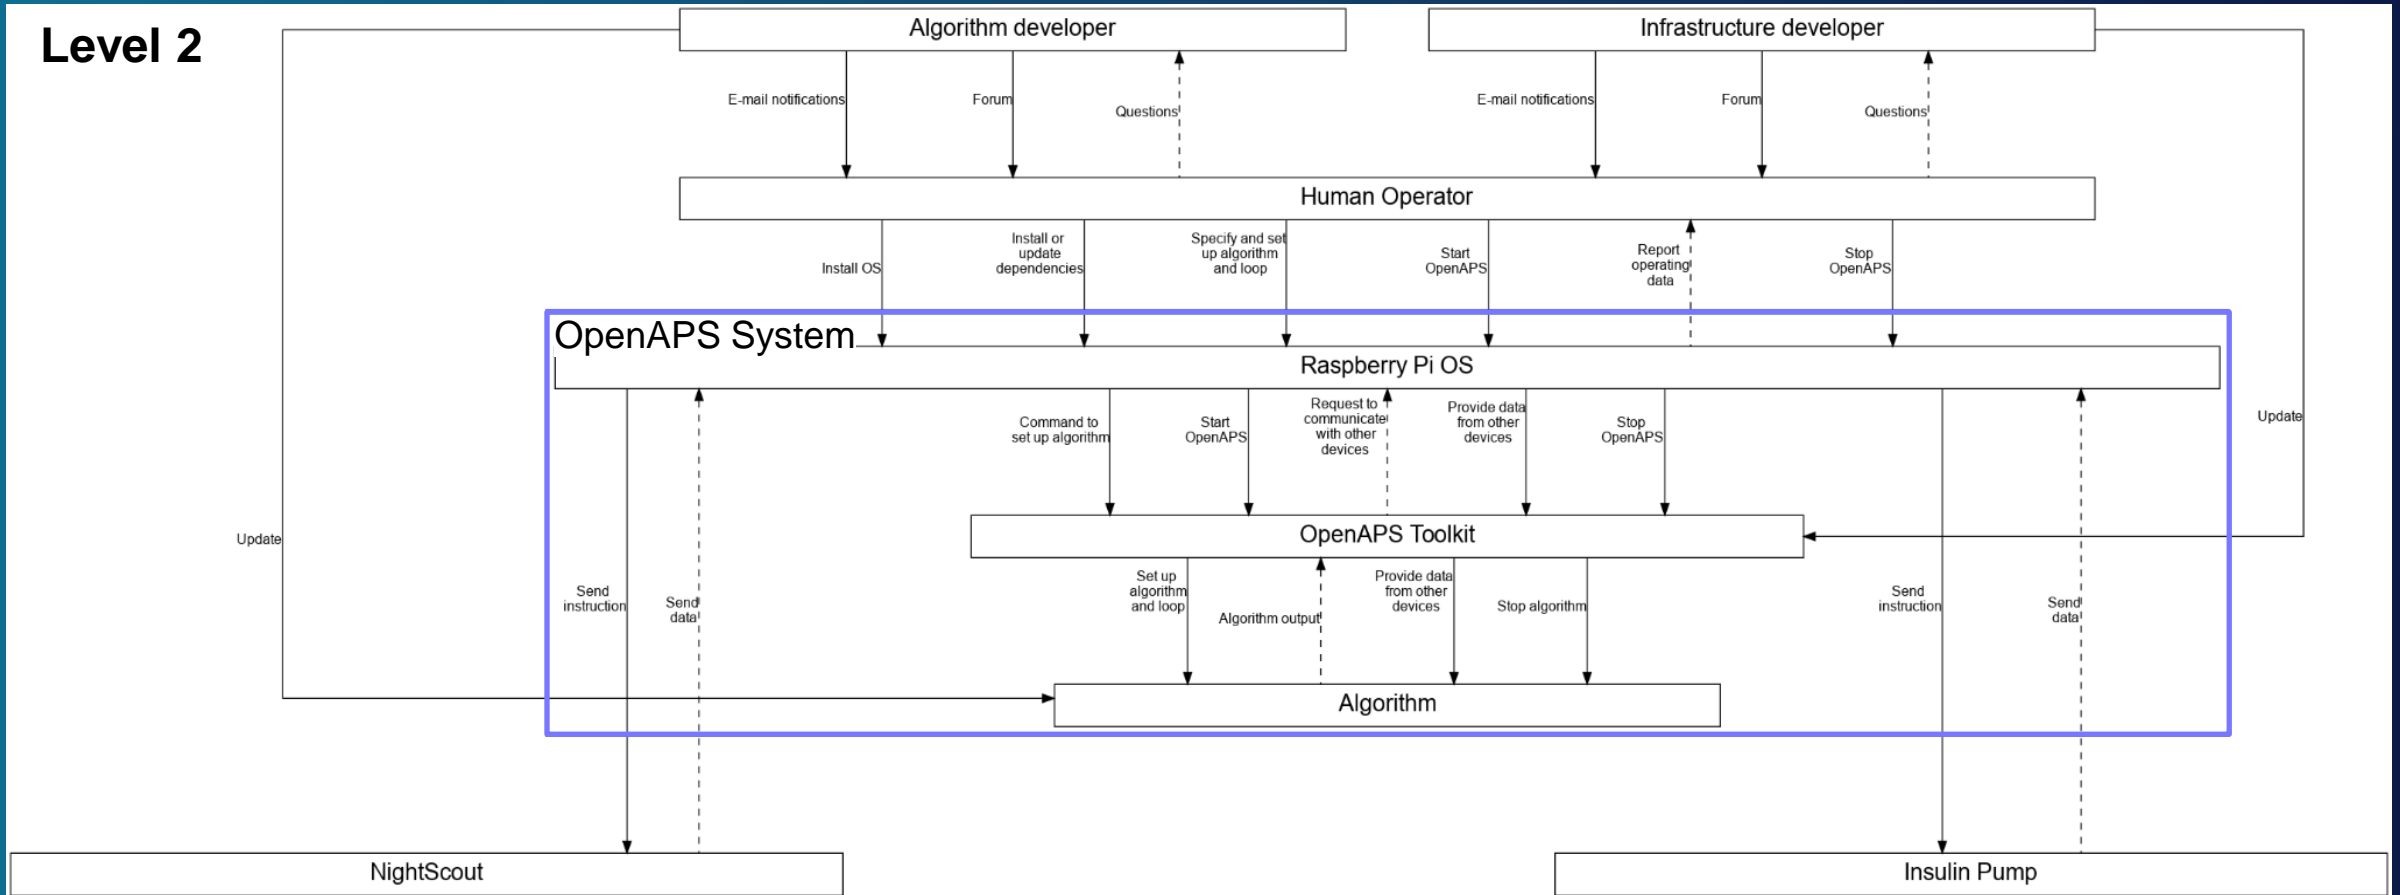 Level 2
Algorithm developer
Infrastructure developer
E-mail notifications
Forum
Questions
E-mail notifications
Forum
Questions
Human Operator
Install OS
Install or
update
dependencies
Specify and set
up algorithm
and loop
Start
OpenAPS
Report
operating
data
Stop
OpenAPS
OpenAPS System
Raspberry Pi OS
Command to
set up algorithm
Start
OpenAPS
Request to
communicate
with other
devices
Provide data
from other
devices
Stop
OpenAPS
Update
OpenAPS Toolkit
Update
Send
instruction
Send
data
Set up
algorithm
and loop
Algorithm output
Provide data
from other
devices
Stop algorithm
Send
instruction
Send
data
Algorithm
NightScout
Insulin Pump